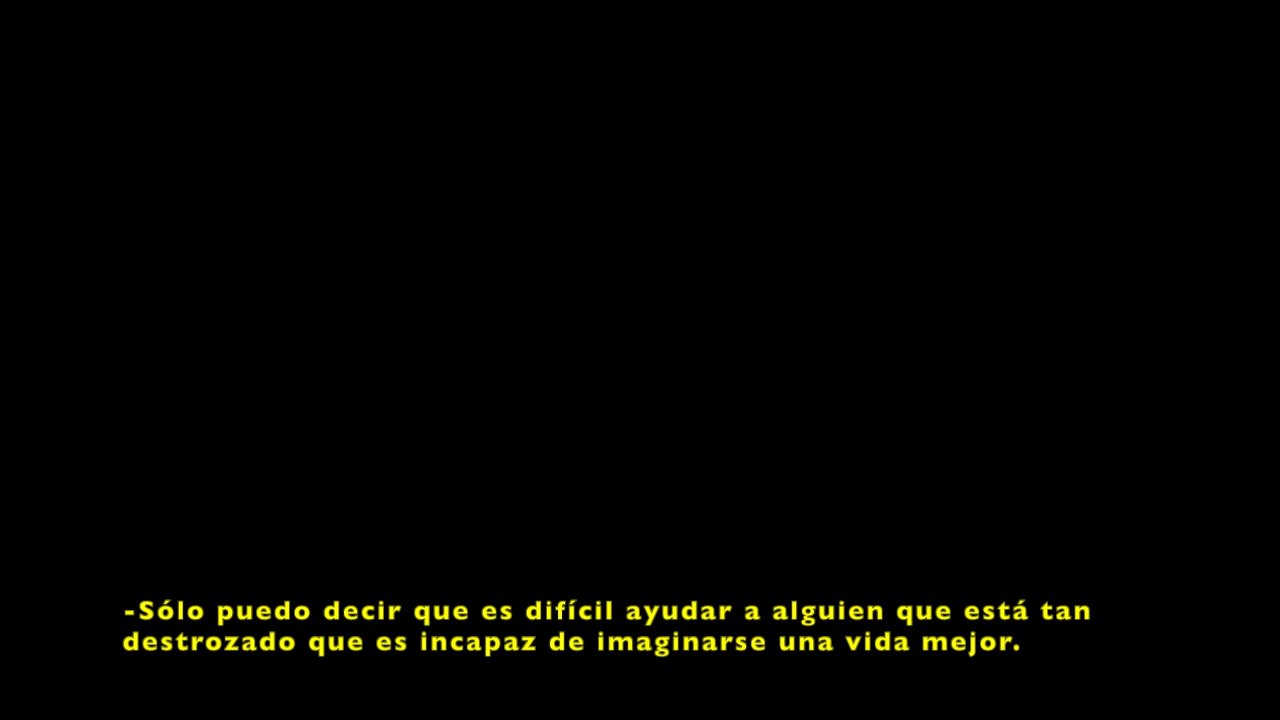 -Sólo puedo decir que es difícil ayudar a alguien que está tan
destrozado que es incapaz de imaginarse una vida mejor.